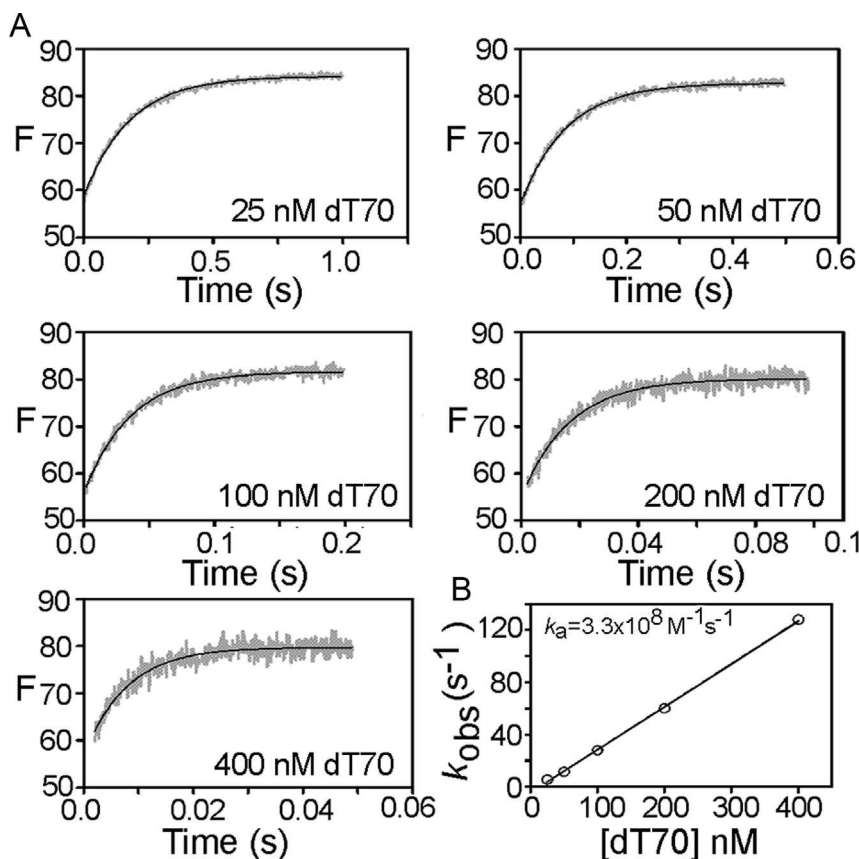 A
90
80
F 70
60
50
25 nM dT70
0.0 0.5 1.0
Time (s)
90
80
F 70
60
50
50 nM dT70
0.0 0.2 0.4 0.6
Time (s)
90
80
F 70
60
50
100 nM dT70
0.0 0.1 0.2
Time (s)
90
80
F 70
60
50
200 nM dT70
0.0 0.04 0.08 0.1
Time (s)
90
80
F 70
60
50
400 nM dT70
0.0 0.02 0.04 0.06
Time (s)
B
kₐ=3.3x10⁸ M⁻¹s⁻¹
120
80
40
0
kobs(s⁻¹)
0 100 200 300 400
[dT70] nM